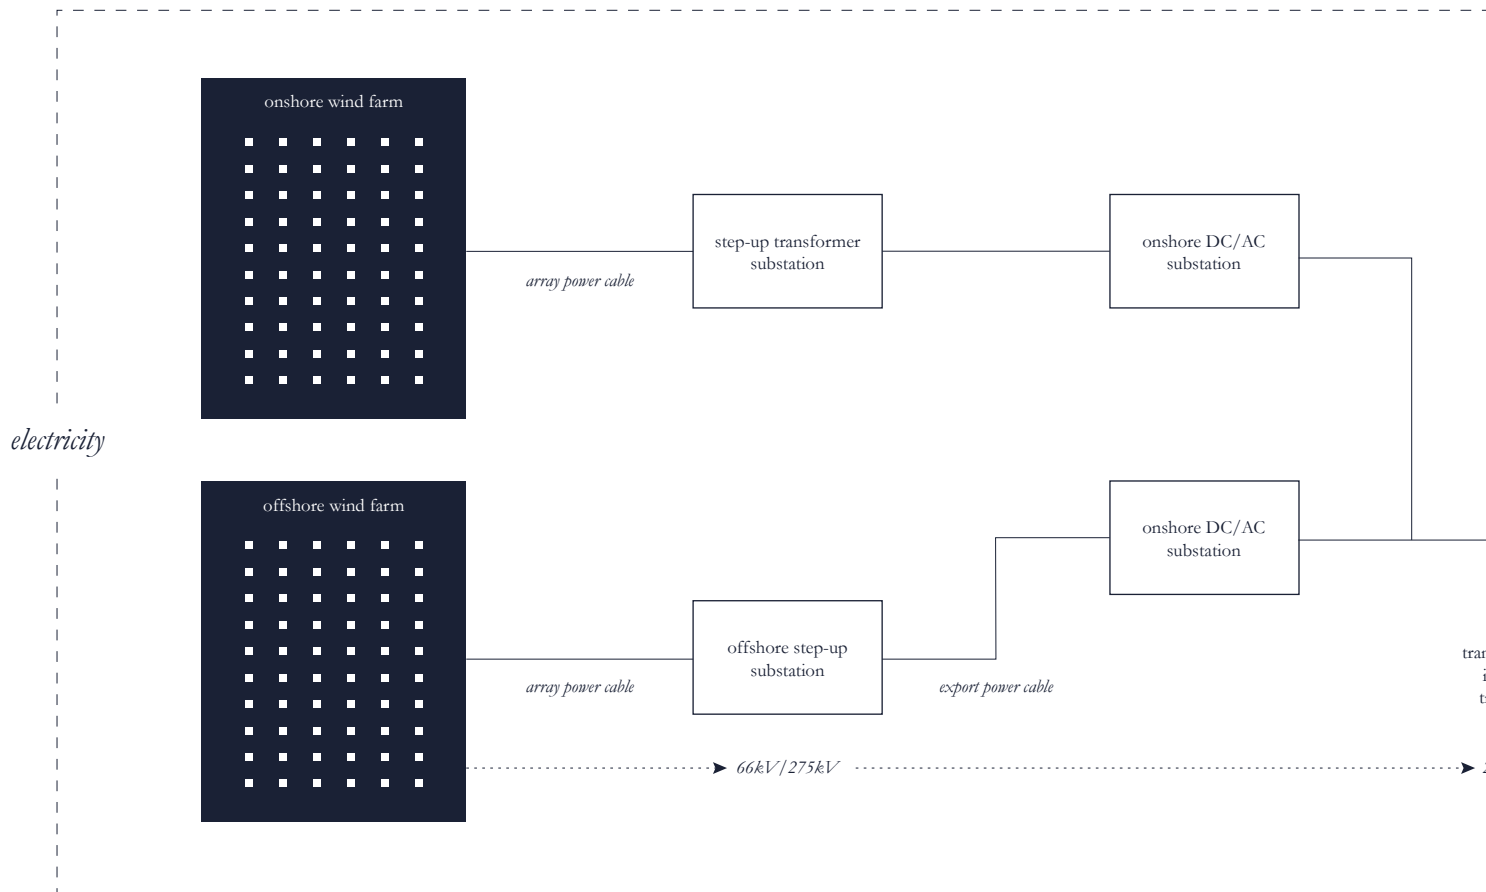 onshore wind farm
step-up transformer
substation
onshore DC/AC
substation
array power cable
electricity
offshore wind farm
onshore DC/AC
substation
offshore step-up
substation
array power cable
export power cable
66kV/275kV